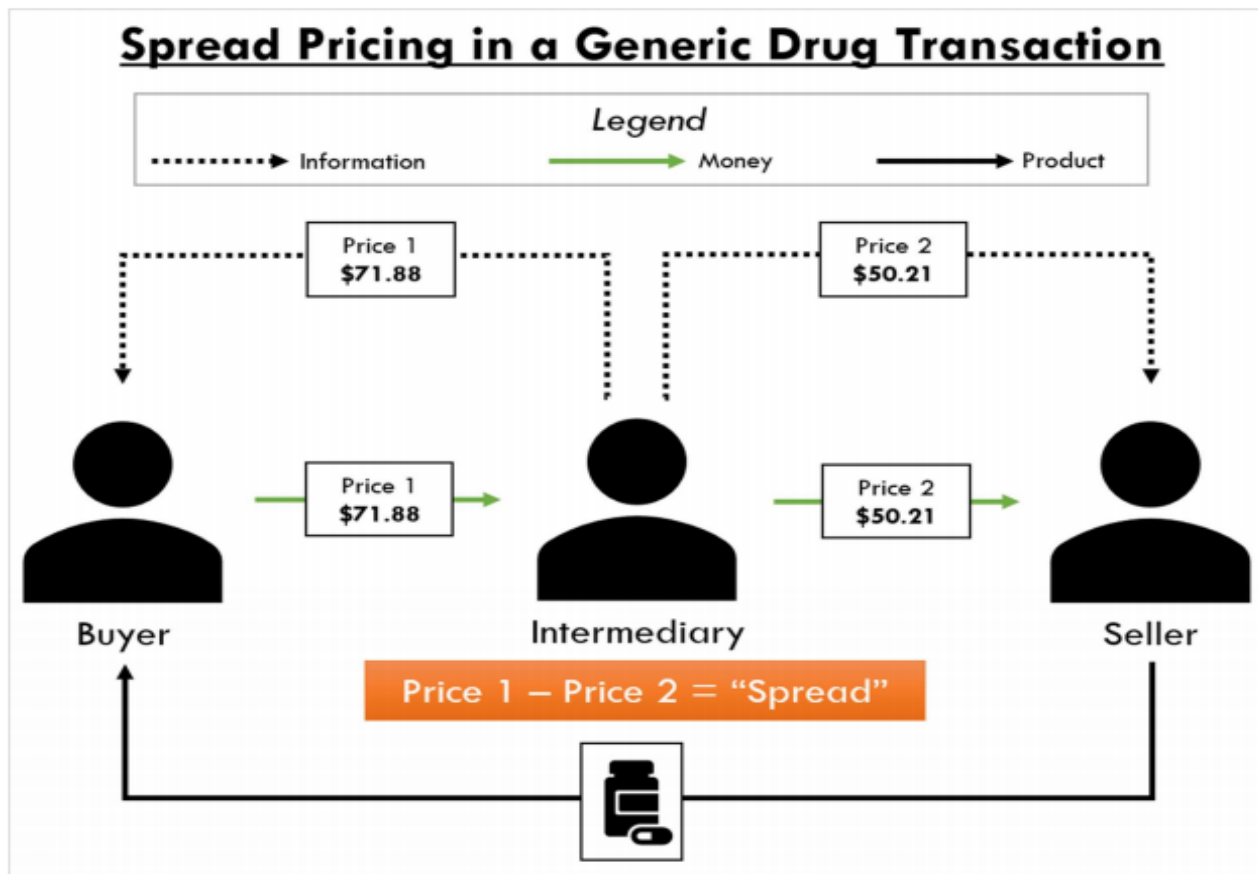 Spread Pricing in a Generic Drug Transaction
Legend
Information
Money
Product
Price 1
$71.88
Price 2
$50.21
Price 1
$71.88
Price 2
$50.21
Buyer
Intermediary
Seller
Price 1 – Price 2 = “Spread”